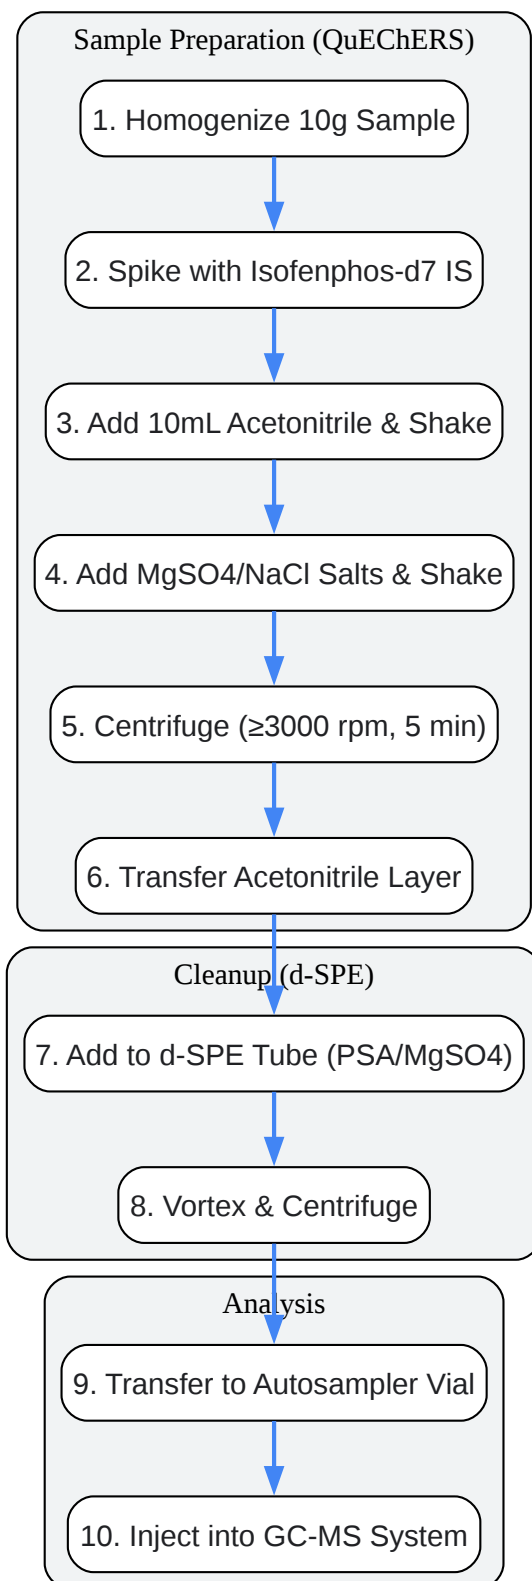 Sample Preparation (QuEChERS)
1. Homogenize 10g Sample
2. Spike with Isofenphos-d7 IS
3. Add 10mL Acetonitrile & Shake
4. Add MgSO4/NaCl Salts & Shake
5. Centrifuge (≥3000 rpm, 5 min)
6. Transfer Acetonitrile Layer
Cleanup (d-SPE)
7. Add to d-SPE Tube (PSA/MgSO4)
8. Vortex & Centrifuge
Analysis
9. Transfer to Autosampler Vial
10. Inject into GC-MS System